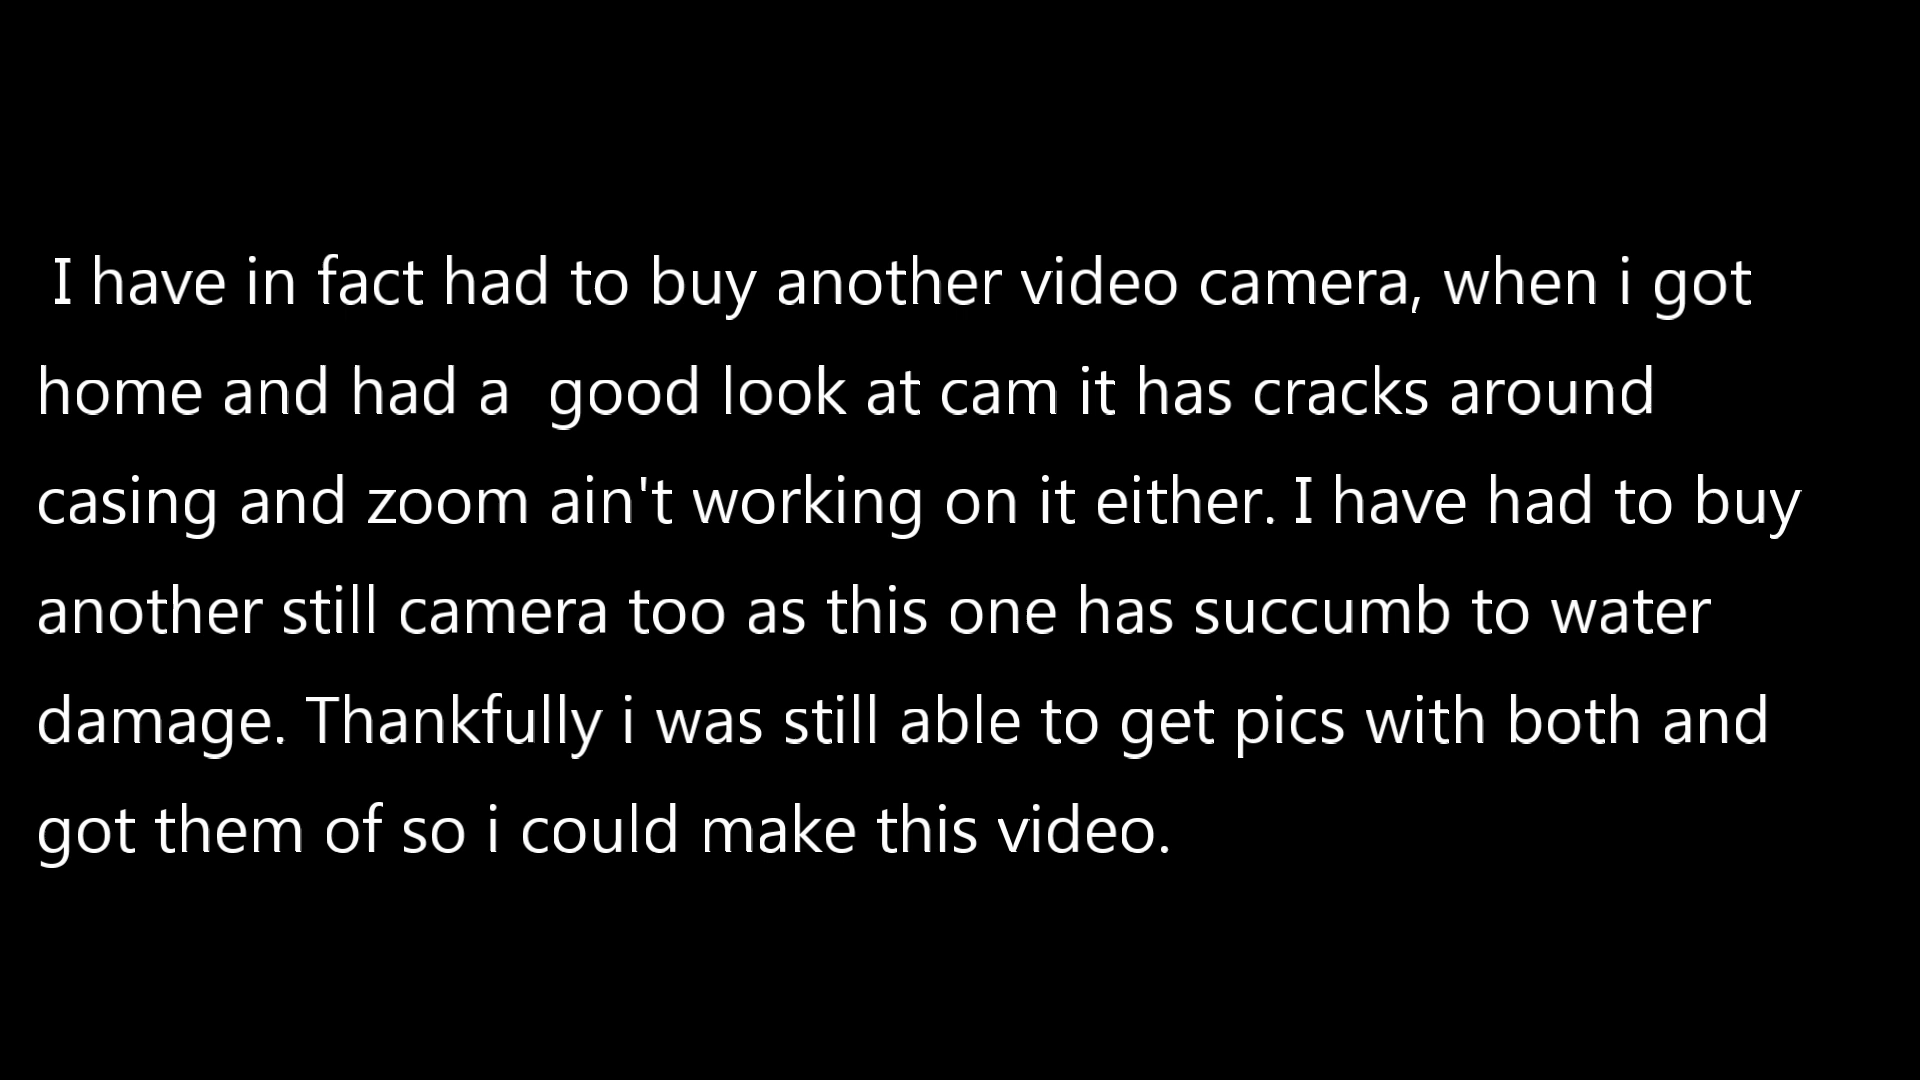 I have in fact had to buy another video camera, when i got
home and had a  good look at cam it has cracks around
casing and zoom ain't working on it either. I have had to buy
another still camera too as this one has succumb to water
damage. Thankfully i was still able to get pics with both and
got them of so i could make this video.